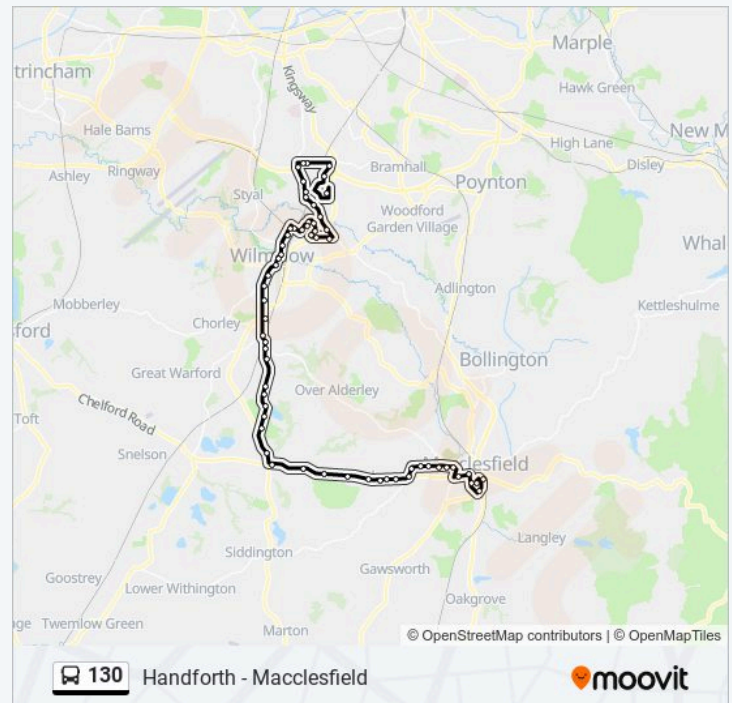 Marple
trincham
Kingsway
Hawk Green
Hale Barns
New M
High Lane
Ashley
Ringway
Bramhall
Disley
Styal
Poynton
Woodford
Garden Village
Whal
Wilmslow
Adlington
Mobberley
Kettleshulme
ford
Chorley
Bollington
Great Warford
Over Alderley
Toft
Chelford Road
Snelson
Macclesfield
Langley
Siddington
Gawsworth
Goostrey
Lower Withington
Oakgrove
age
Twemlow Green
Marton
© OpenStreetMap contributors | © OpenMapTiles
130 Handforth - Macclesfield
moovit